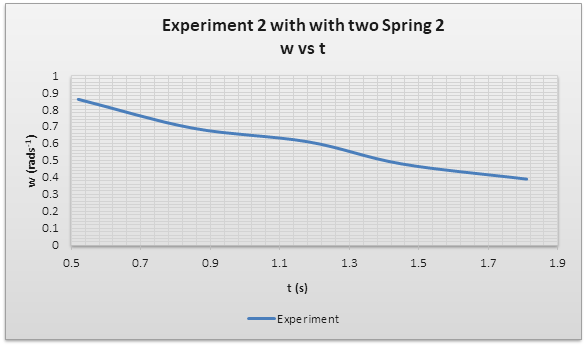 Experiment 2 with with two Spring 2
w vs t
1
0.9
0.8
0.7
0.6
0.5
0.4
0.3
0.2
0.1
0
w (rads⁻¹)
0.5 0.7 0.9 1.1 1.3 1.5 1.7 1.9
t (s)
Experiment